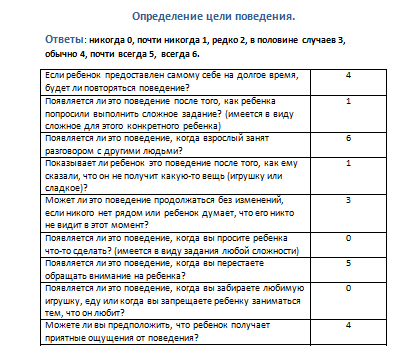 Определение цели поведения.
Ответы: никогда 0, почти никогда 1, редко 2, в половине случаев 3,
обычно 4, почти всегда 5, всегда 6.
Если ребенок предоставлен самому себе на долгое время, 4
будет ли повторяться поведение?
Появляется ли это поведение после того, как ребенка 1
попросили выполнить сложное задание? (имеется в виду
сложное для этого конкретного ребенка)
Появляется ли это поведение, когда взрослый занят 6
разговором с другими людьми?
Показывает ли ребенок это поведение после того, как ему 1
сказали, что он не получит какую-то вещь (игрушку или
сладкое)?
Может ли это поведение продолжаться без изменений, 3
если никого нет рядом или ребенок думает, что его никто
не видит в этот момент?
Появляется ли это поведение, когда вы просите ребенка 0
что-то сделать? (имеется в виду задания любой сложности)
Появляется ли это поведение, когда вы перестаете 5
обращать внимание на ребенка?
Появляется ли это поведение, когда вы забираете любимую 0
игрушку, еду или когда вы запрещаете ребенку заниматься
тем, что он любит?
Можете ли вы предположить, что ребенок получает 4
приятные ощущения от поведения?